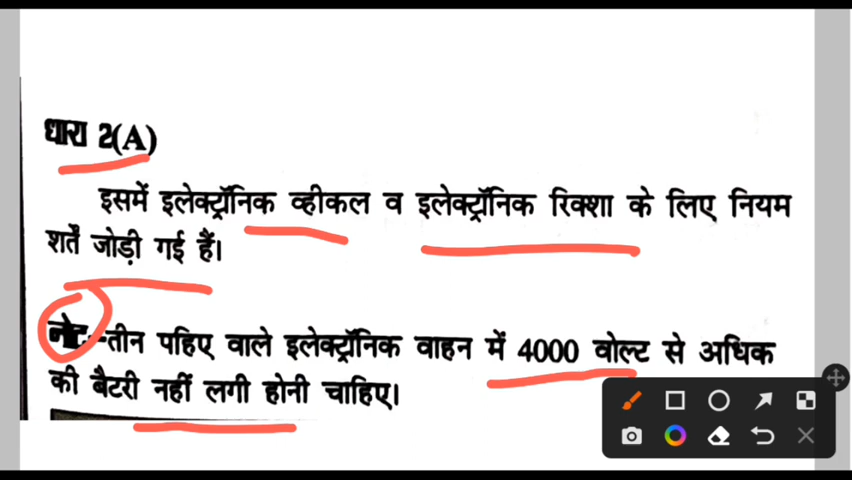 धारा 2(A)
इसमें इलेक्ट्रॉनिक व्हीकल व इलेक्ट्रॉनिक रिक्शा के लिए नियम
शर्तें जोड़ी गई हैं।
नोट:-तीन पहिए वाले इलेक्ट्रॉनिक वाहन में 4000 वोल्ट से अधिक
की बैटरी नहीं लगी होनी चाहिए।